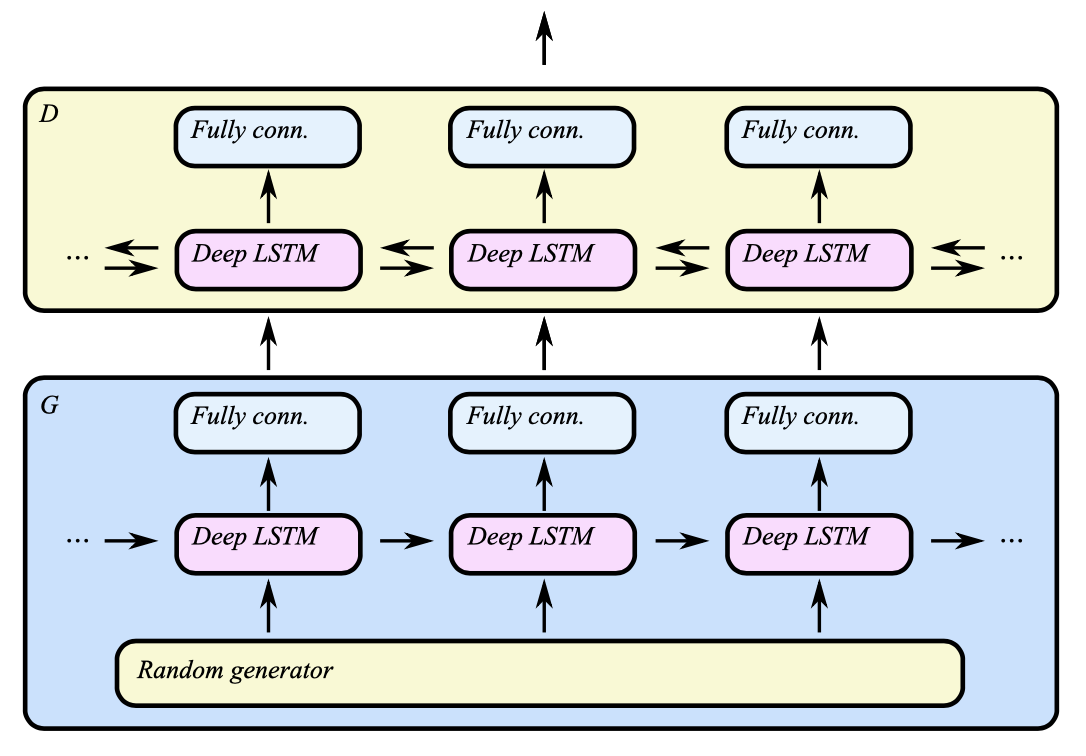 D
Fully conn. Fully conn. Fully conn.
... Deep LSTM Deep LSTM Deep LSTM ...
G
Fully conn. Fully conn. Fully conn.
... Deep LSTM Deep LSTM Deep LSTM ...
Random generator